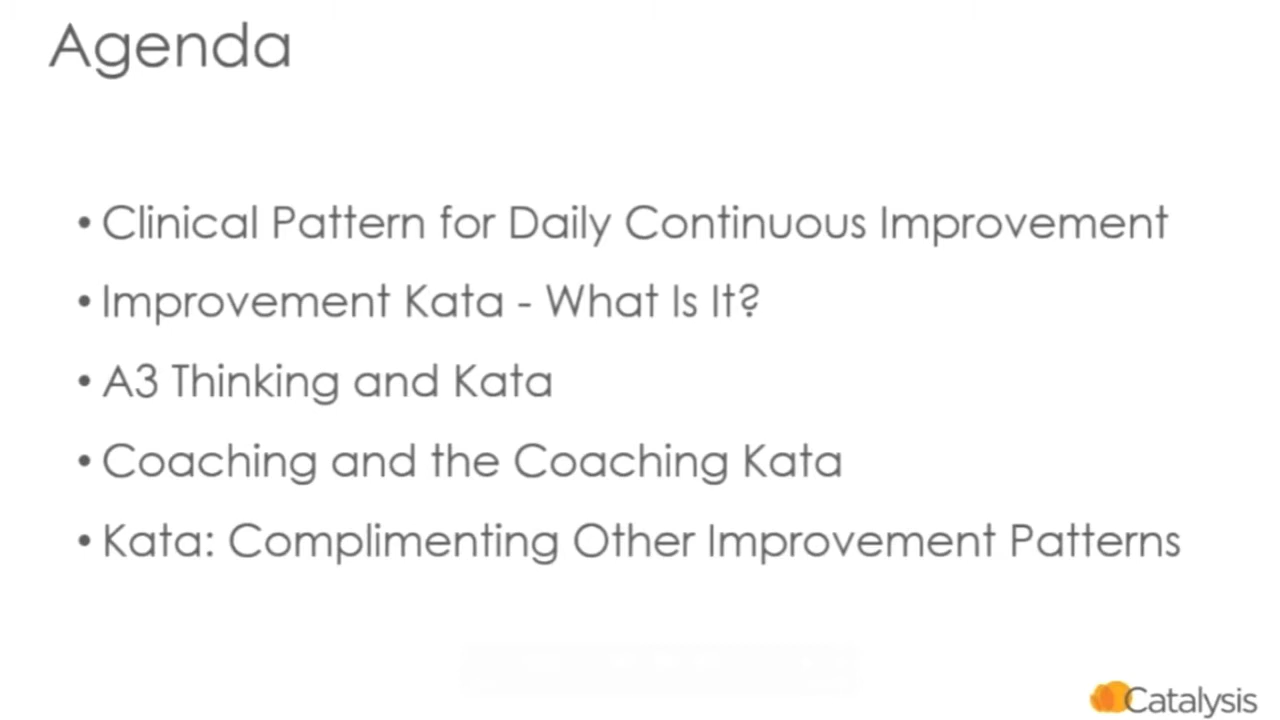 Agenda
• Clinical Pattern for Daily Continuous Improvement
• Improvement Kata - What Is It?
• A3 Thinking and Kata
• Coaching and the Coaching Kata
• Kata: Complimenting Other Improvement Patterns
Catalysis